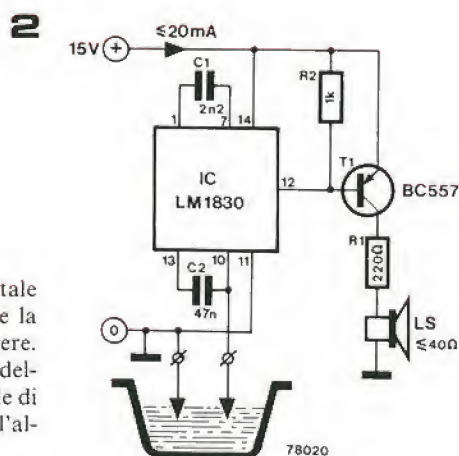 2
≤20mA
15V +
C1
2n2
R2
1k
1 7 14
IC
LM1830
12
T1
BC557
13 10 11
C2
47n
R1
220Ω
0
LS
≤40Ω
tale
e la
ere.
del-
le di
l'al-
78020